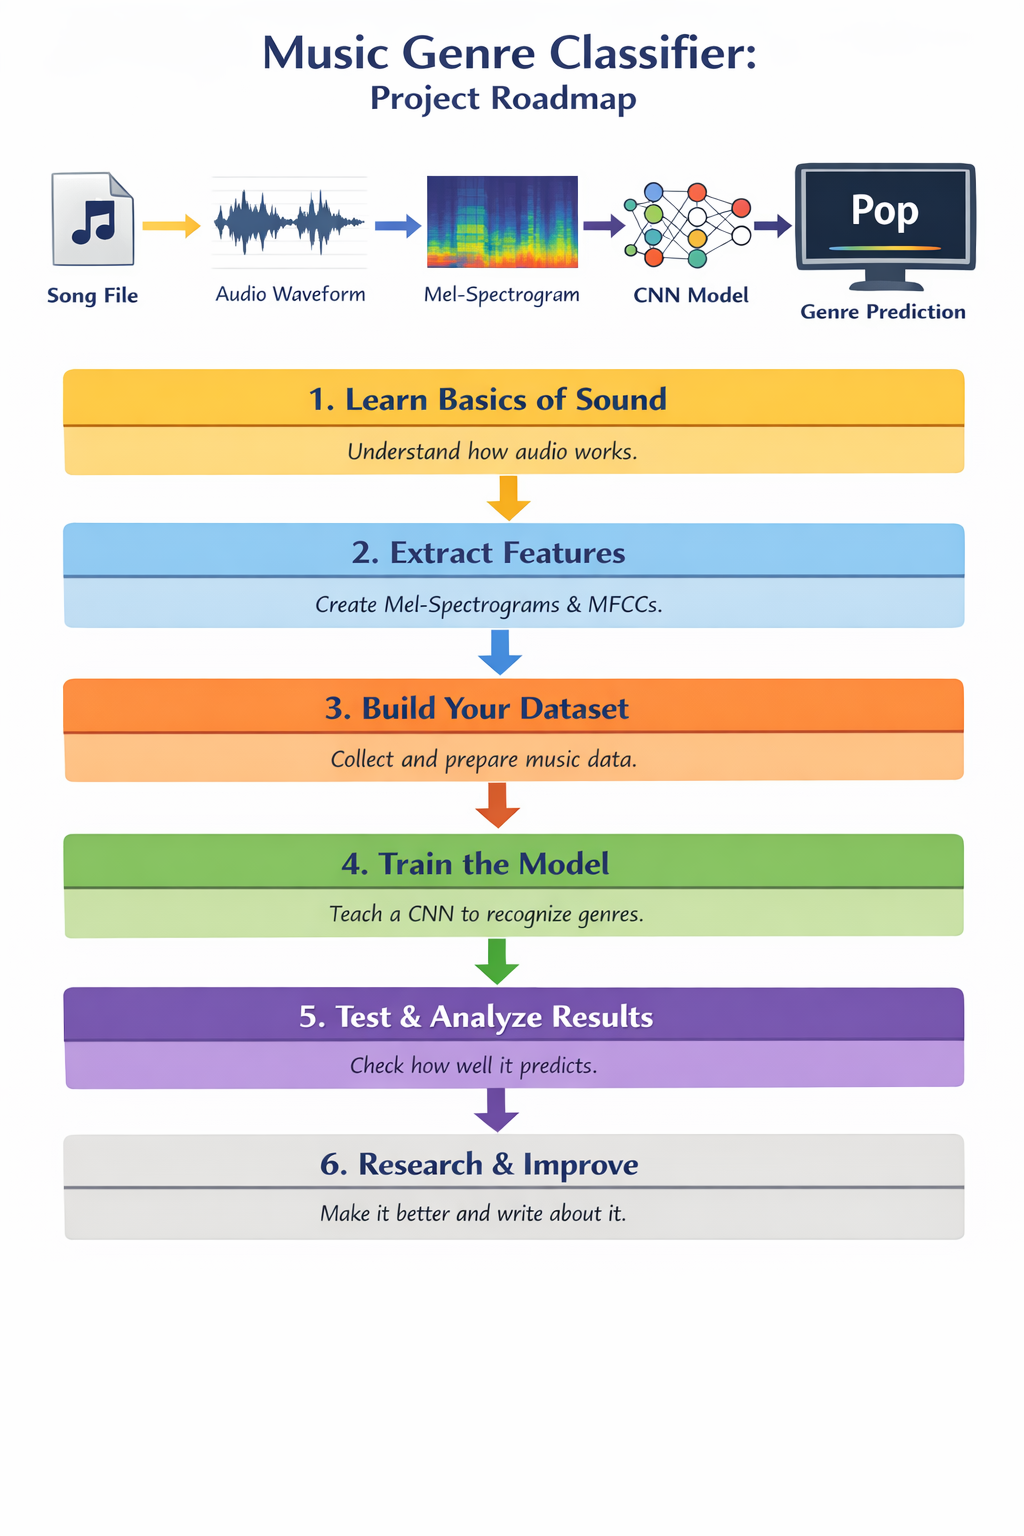 Music Genre Classifier:
Project Roadmap
Pop
Song File
Audio Waveform
Mel-Spectrogram
CNN Model
Genre Prediction
1. Learn Basics of Sound
Understand how audio works.
2. Extract Features
Create Mel-Spectrograms & MFCCs.
3. Build Your Dataset
Collect and prepare music data.
4. Train the Model
Teach a CNN to recognize genres.
5. Test & Analyze Results
Check how well it predicts.
6. Research & Improve
Make it better and write about it.